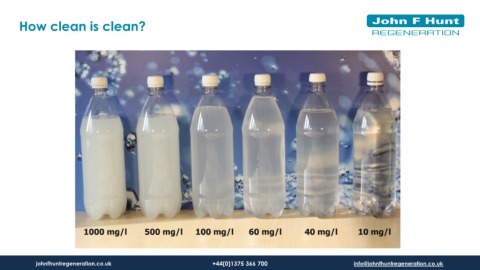 How clean is clean?
John F Hunt
REGENERATION
1000 mg/l 500 mg/l 100 mg/l 60 mg/l 40 mg/l 10 mg/l
johnfhuntregeneration.co.uk +44(0)1375 366 700 info@johnfhuntregeneration.co.uk